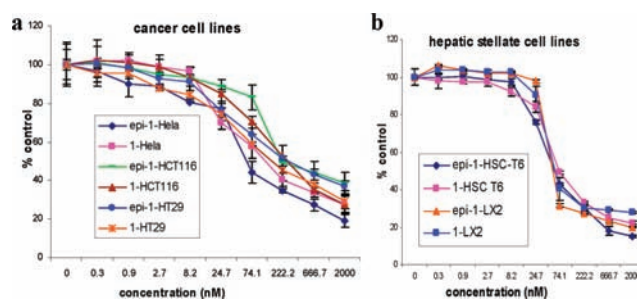 a
cancer cell lines
120
100
80
60
40
20
0
% control
epi-1-Hela
1-Hela
epi-1-HCT116
1-HCT116
epi-1-HT29
1-HT29
0 0.3 0.9 2.7 8.2 24.7 74.1 222.2 666.7 2000
concentration (nM)
b
hepatic stellate cell lines
120
100
80
60
40
20
0
% control
epi-1-HSC-T6
1-HSC T6
epi-1-LX2
1-LX2
0 0.3 0.9 2.7 8.2 24.7 74.1 222.2 666.7 2000
concentration (nM)